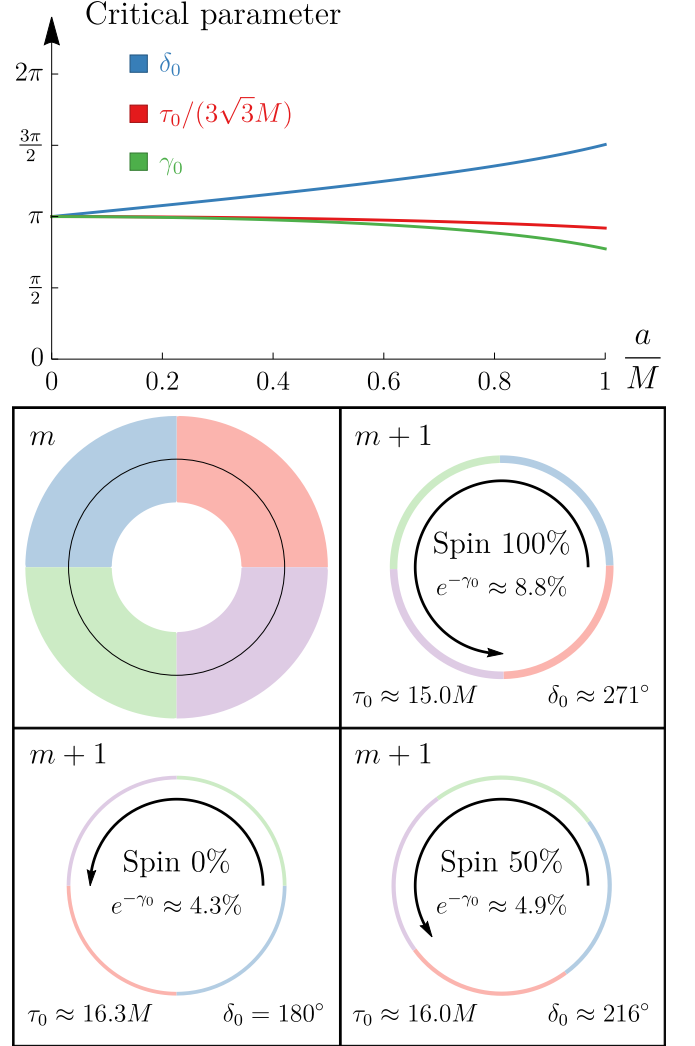 Critical parameter
2π
δ₀
τ₀/(3√3M)
3π/2
γ₀
π
π/2
0
0 0.2 0.4 0.6 0.8 1
a/M
m
m + 1
Spin 100%
e^{−γ₀} ≈ 8.8%
τ₀ ≈ 15.0M δ₀ ≈ 271°
m + 1
Spin 0%
e^{−γ₀} ≈ 4.3%
τ₀ ≈ 16.3M δ₀ = 180°
m + 1
Spin 50%
e^{−γ₀} ≈ 4.9%
τ₀ ≈ 16.0M δ₀ ≈ 216°